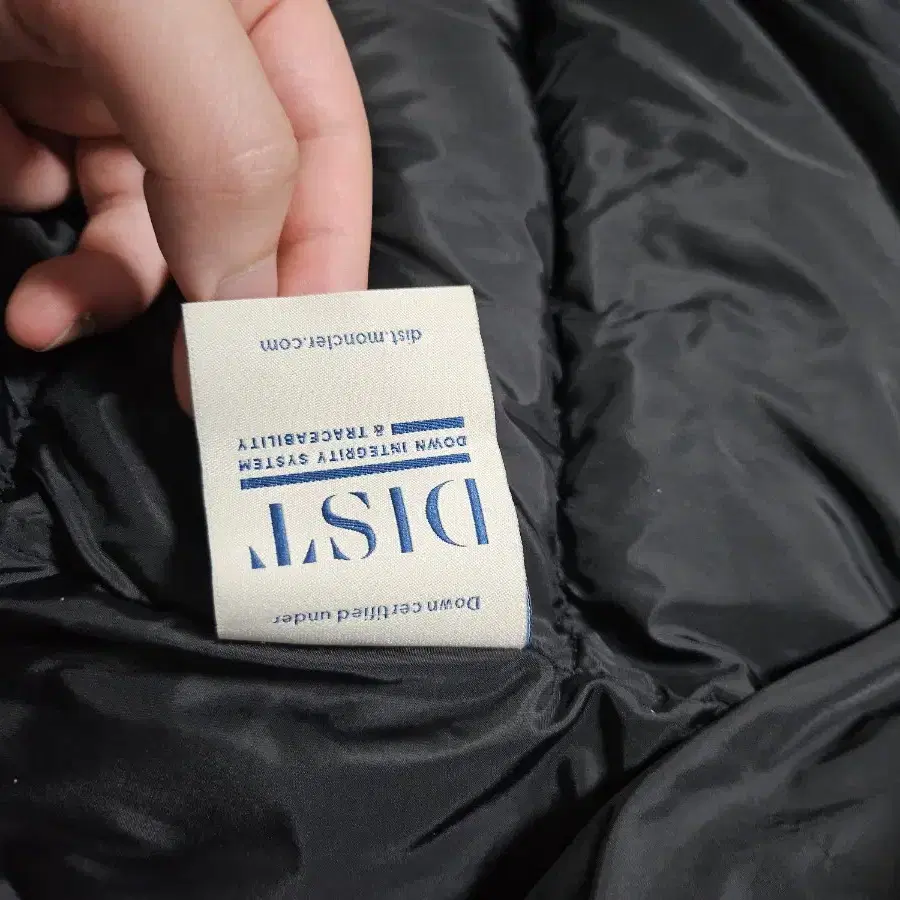 Down certified under
DIST
DOWN INTEGRITY SYSTEM
& TRACEABILITY
dist.moncler.com